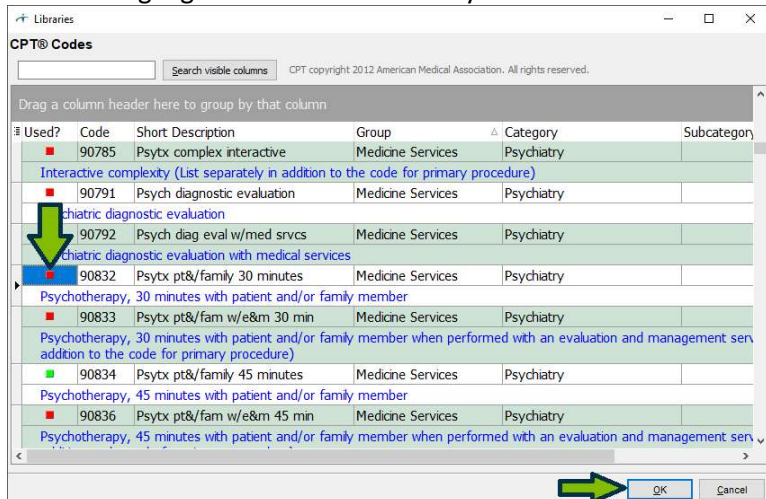 Libraries
CPT® Codes
Search visible columns CPT copyright 2012 American Medical Association. All rights reserved.
Drag a column header here to group by that column
Used? Code Short Description Group Category Subcategory
90785 Psytx complex interactive Medicine Services Psychiatry
Interactive complexity (List separately in addition to the code for primary procedure)
90791 Psych diagnostic evaluation Medicine Services Psychiatry
diagnostic evaluation
90792 Psych diag eval w/med srvcs Medicine Services Psychiatry
diagnostic evaluation with medical services
90832 Psytx pt&/family 30 minutes Medicine Services Psychiatry
Psychotherapy, 30 minutes with patient and/or family member
90833 Psytx pt&/fam w/e&m 30 min Medicine Services Psychiatry
Psychotherapy, 30 minutes with patient and/or family member when performed with an evaluation and management serv
addition to the code for primary procedure)
90834 Psytx pt&/family 45 minutes Medicine Services Psychiatry
Psychotherapy, 45 minutes with patient and/or family member
90836 Psytx pt&/fam w/e&m 45 min Medicine Services Psychiatry
Psychotherapy, 45 minutes with patient and/or family member when performed with an evaluation and management serv
OK Cancel